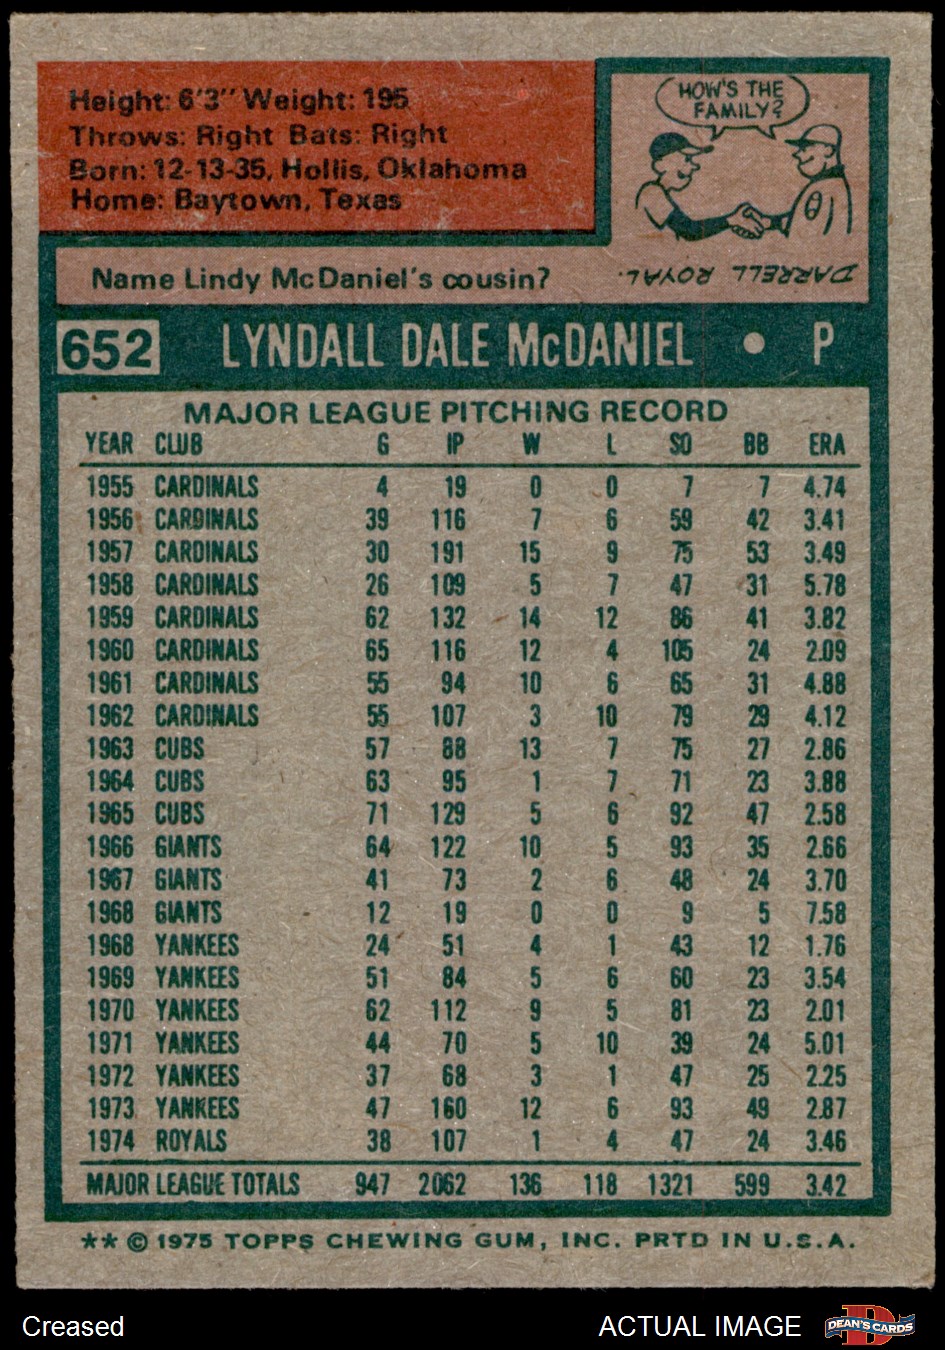 Height: 6'3" Weight: 195
Throws: Right Bats: Right
Born: 12-13-35, Hollis, Oklahoma
Home: Baytown, Texas
HOW'S THE
FAMILY?
Name Lindy McDaniel's cousin?
DARRELL ROYAL.
652 LYNDALL DALE McDANIEL • P
MAJOR LEAGUE PITCHING RECORD
YEAR CLUB G IP W L SO BB ERA
1955 CARDINALS 4 19 0 0 7 7 4.74
1956 CARDINALS 39 116 7 6 59 42 3.41
1957 CARDINALS 30 191 15 9 75 53 3.49
1958 CARDINALS 26 109 5 7 47 31 5.78
1959 CARDINALS 62 132 14 12 86 41 3.82
1960 CARDINALS 65 116 12 4 105 24 2.09
1961 CARDINALS 55 94 10 6 65 31 4.88
1962 CARDINALS 55 107 3 10 79 29 4.12
1963 CUBS 57 88 13 7 75 27 2.86
1964 CUBS 63 95 1 7 71 23 3.88
1965 CUBS 71 129 5 6 92 47 2.58
1966 GIANTS 64 122 10 5 93 35 2.66
1967 GIANTS 41 73 2 6 48 24 3.70
1968 GIANTS 12 19 0 0 9 5 7.58
1968 YANKEES 24 51 4 1 43 12 1.76
1969 YANKEES 51 84 5 6 60 23 3.54
1970 YANKEES 62 112 9 5 81 23 2.01
1971 YANKEES 44 70 5 10 39 24 5.01
1972 YANKEES 37 68 3 1 47 25 2.25
1973 YANKEES 47 160 12 6 93 49 2.87
1974 ROYALS 38 107 1 4 47 24 3.46
MAJOR LEAGUE TOTALS 947 2062 136 118 1321 599 3.42
** © 1975 TOPPS CHEWING GUM, INC. PRTD IN U.S.A.
Creased
ACTUAL IMAGE
DEAN'S CARDS